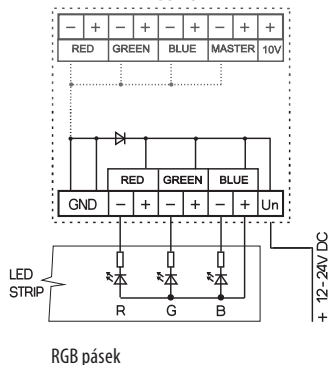 − + − + − + − + +
RED GREEN BLUE MASTER 10V
RED GREEN BLUE
GND − + − + − + Un
LED
STRIP
R G B
+ 12-24V DC
RGB pásek